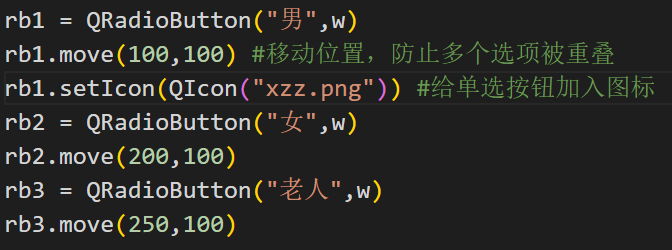 rb1 = QRadioButton("男",w)
rb1.move(100,100) #移动位置，防止多个选项被重叠
rb1.setIcon(QIcon("xzz.png")) #给单选按钮加入图标
rb2 = QRadioButton("女",w)
rb2.move(200,100)
rb3 = QRadioButton("老人",w)
rb3.move(250,100)